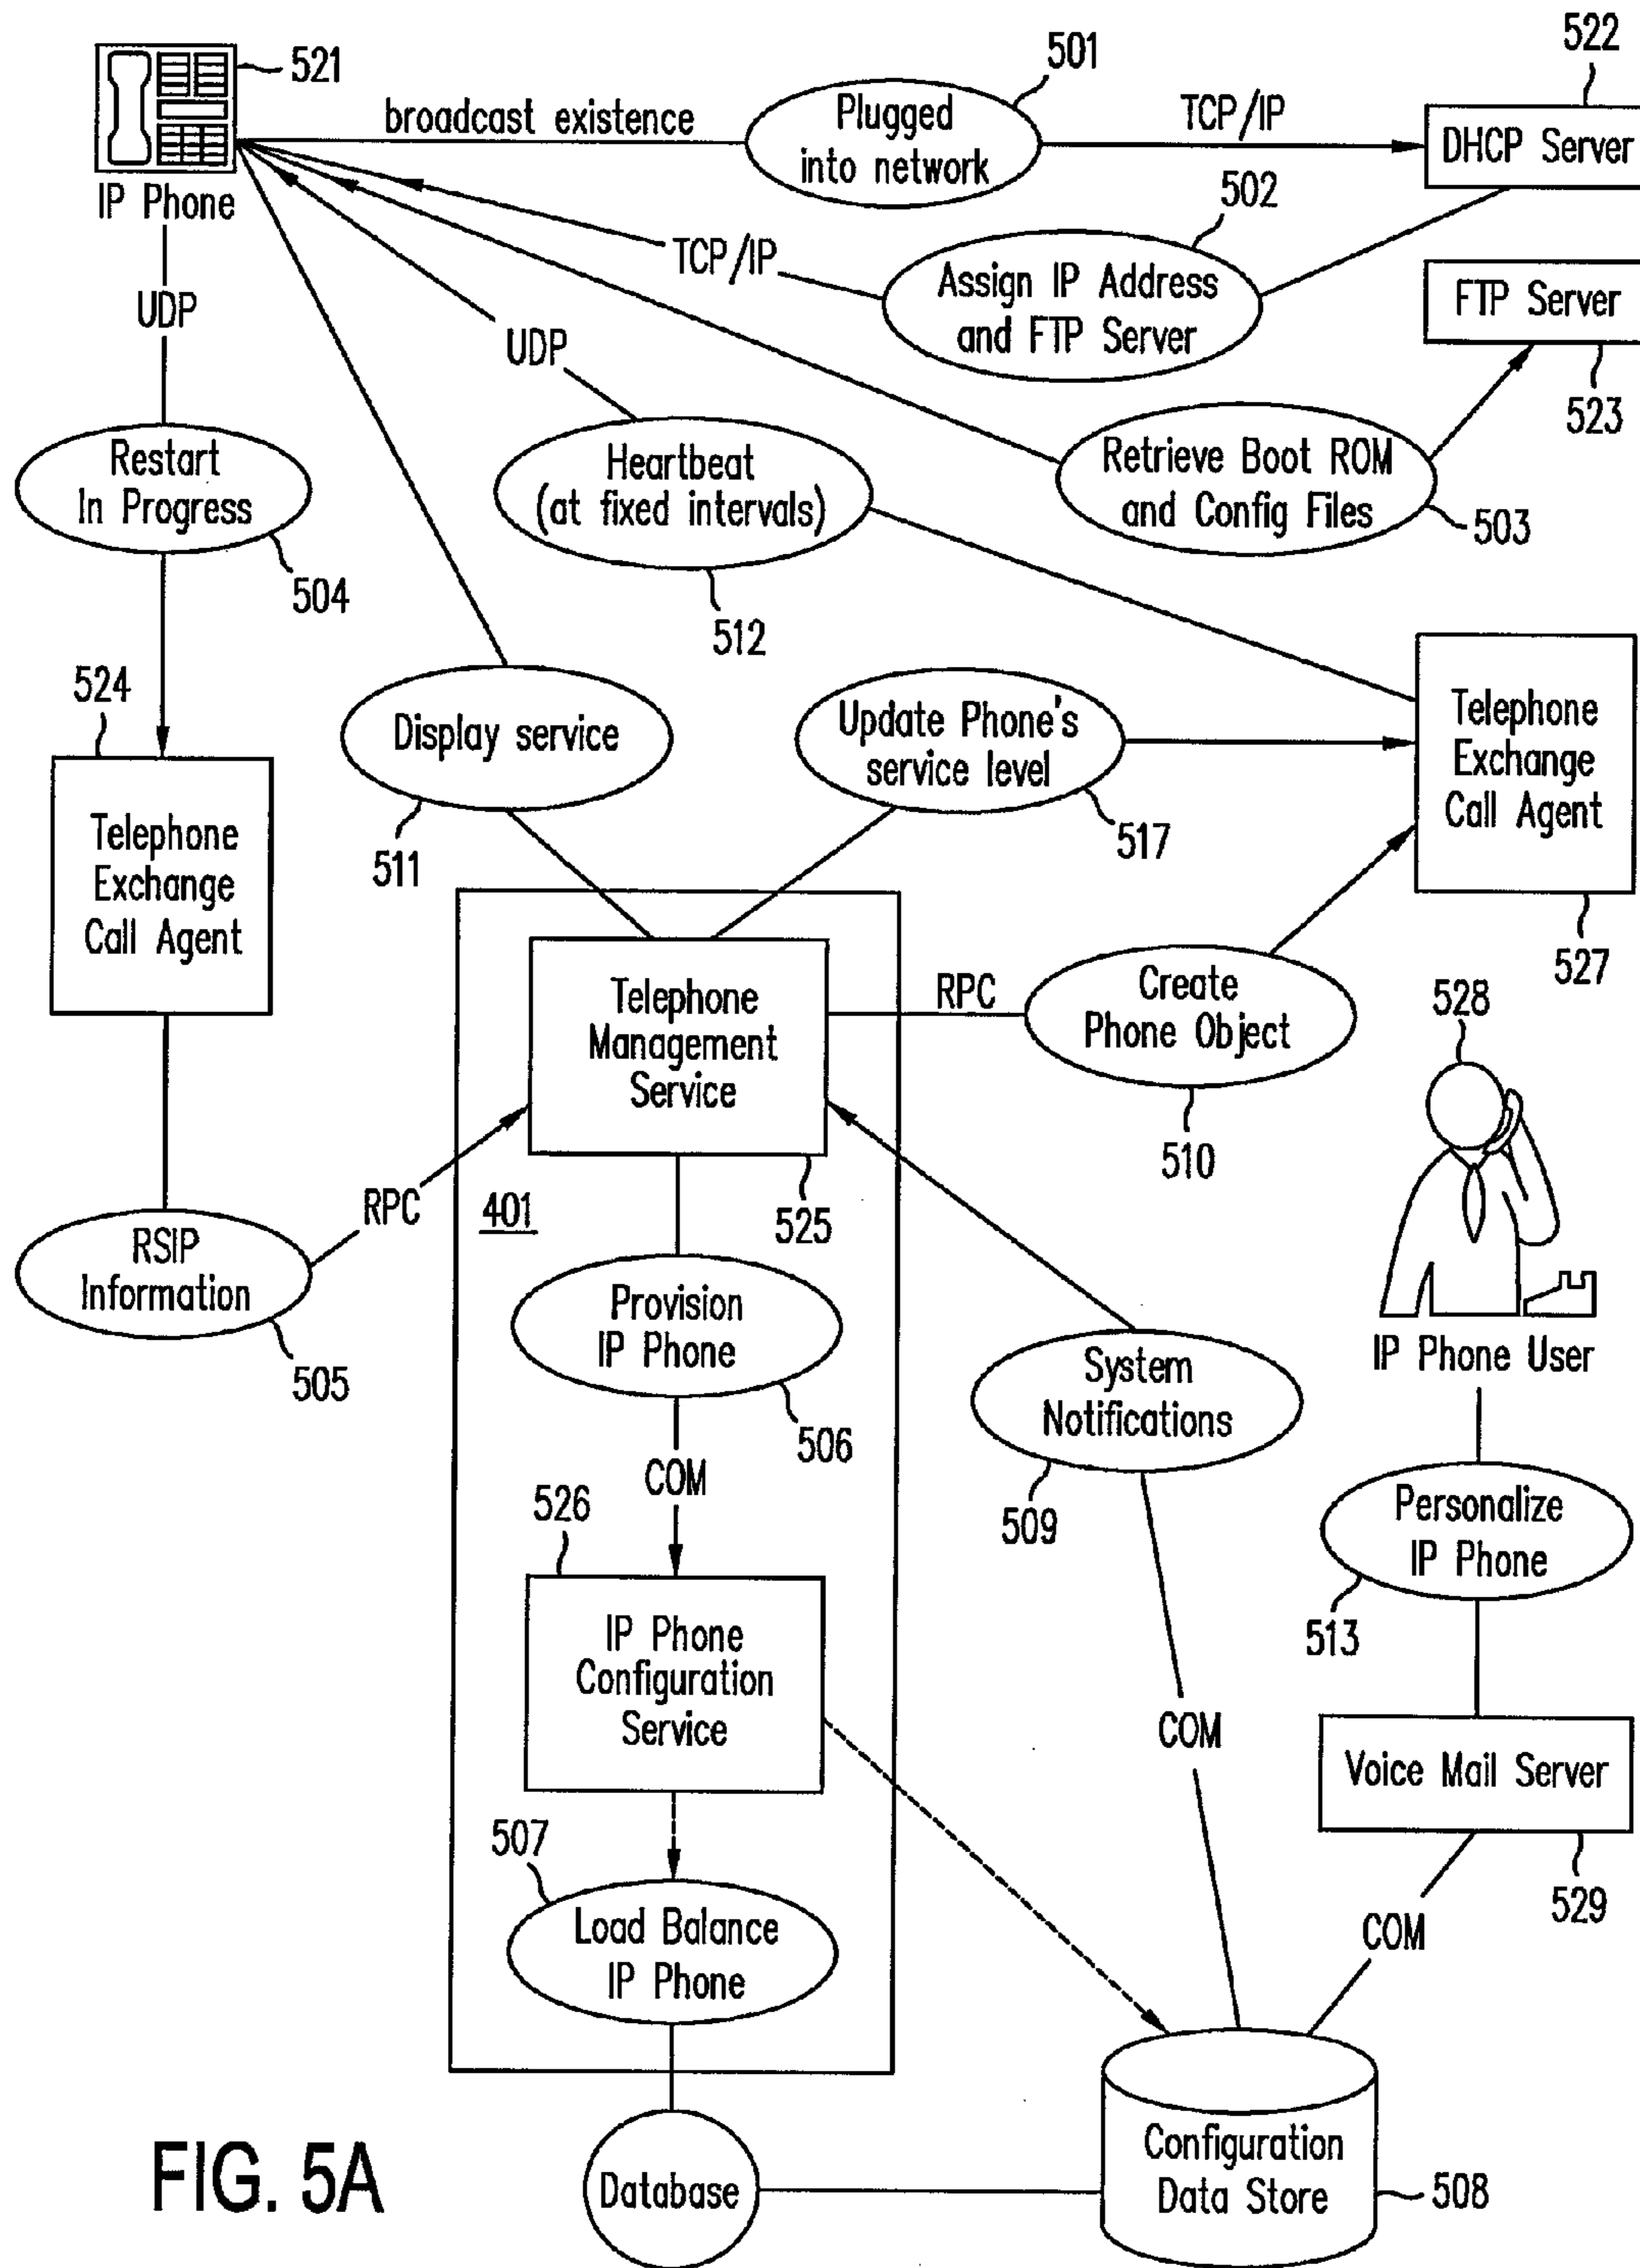 521
IP Phone
broadcast existence
501
Plugged
into network
TCP/IP
522
DHCP Server
502
TCP/IP
Assign IP Address
and FTP Server
FTP Server
523
UDP
UDP
Restart
In Progress
504
Heartbeat
(at fixed intervals)
512
Retrieve Boot ROM
and Config Files
503
524
Telephone
Exchange
Call Agent
Display service
511
Update Phone's
service level
517
Telephone
Exchange
Call Agent
527
Telephone
Management
Service
525
RPC
Create
Phone Object
510
528
IP Phone User
RPC
401
RSIP
Information
505
Provision
IP Phone
506
COM
System
Notifications
509
Personalize
IP Phone
513
526
IP Phone
Configuration
Service
COM
Voice Mail Server
529
507
Load Balance
IP Phone
COM
Database
Configuration
Data Store
508
FIG. 5A